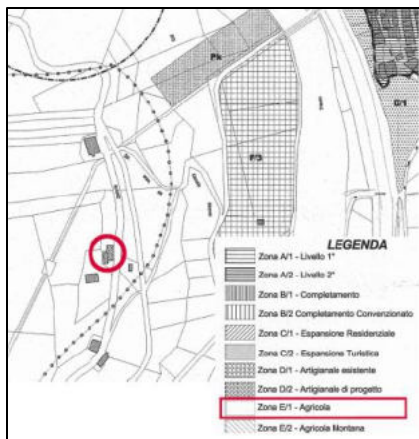 Pk
F/3
G/1
LEGENDA
Zona A/1 - Livello 1°
Zona A/2 - Livello 2°
Zona B/1 - Completamento
Zona B/2 Completamento Convenzionato
Zona C/1 - Espansione Residenziale
Zona C/2 - Espansione Turistica
Zona D/1 - Artigianale esistente
Zona D/2 - Artigianale di progetto
Zona E/1 - Agricola
Zona E/2 - Agricola Montana